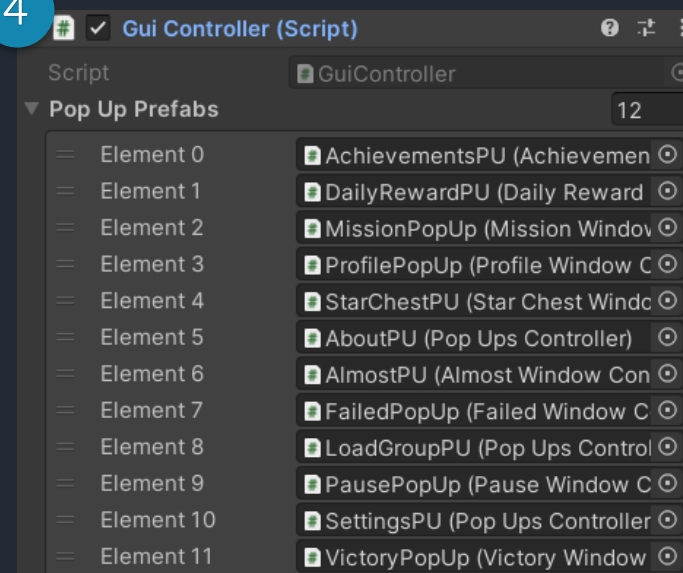 4
# Gui Controller (Script)
Script # GuiController
Pop Up Prefabs 12
Element 0 # AchievementsPU (Achievemen
Element 1 # DailyRewardPU (Daily Reward
Element 2 # MissionPopUp (Mission Window
Element 3 # ProfilePopUp (Profile Window C
Element 4 # StarChestPU (Star Chest Windo
Element 5 # AboutPU (Pop Ups Controller)
Element 6 # AlmostPU (Almost Window Con
Element 7 # FailedPopUp (Failed Window C
Element 8 # LoadGroupPU (Pop Ups Control
Element 9 # PausePopUp (Pause Window C
Element 10 # SettingsPU (Pop Ups Controller
Element 11 # VictoryPopUp (Victory Window